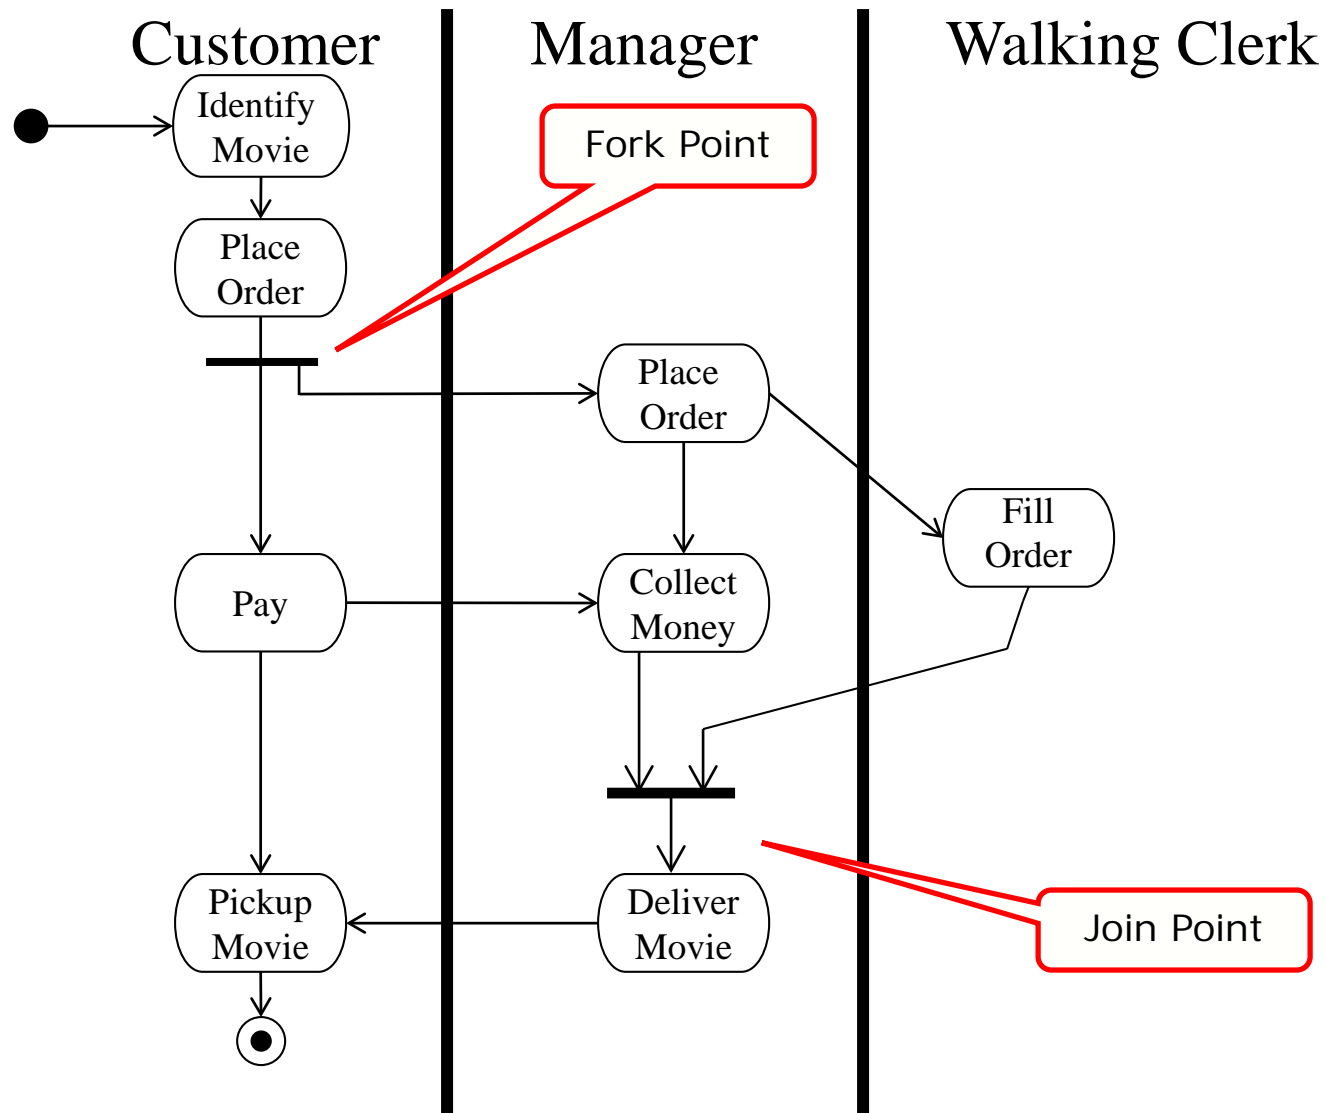 Customer
Manager
Walking Clerk
Identify
Movie
Fork Point
Place
Order
Place
Order
Fill
Order
Pay
Collect
Money
Pickup
Movie
Deliver
Movie
Join Point